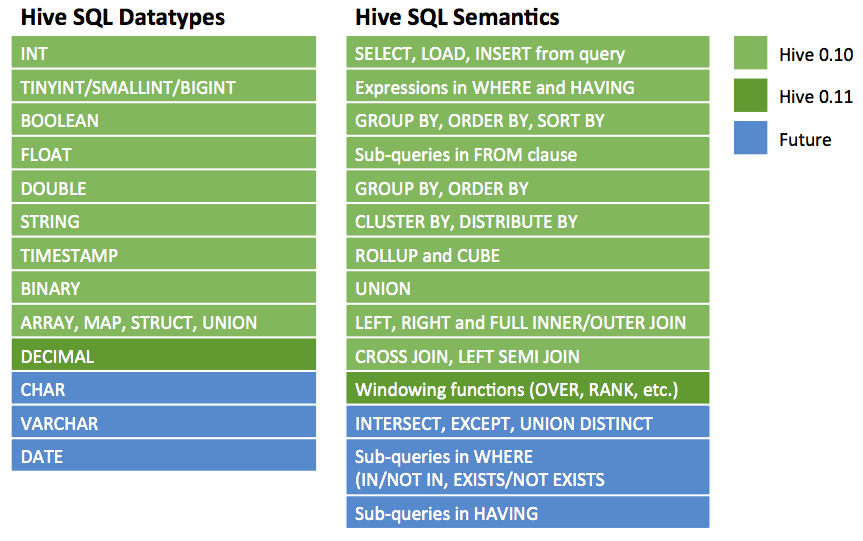 Hive SQL Datatypes
INT
TINYINT/SMALLINT/BIGINT
BOOLEAN
FLOAT
DOUBLE
STRING
TIMESTAMP
BINARY
ARRAY, MAP, STRUCT, UNION
DECIMAL
CHAR
VARCHAR
DATE
Hive SQL Semantics
SELECT, LOAD, INSERT from query
Expressions in WHERE and HAVING
GROUP BY, ORDER BY, SORT BY
Sub-queries in FROM clause
GROUP BY, ORDER BY
CLUSTER BY, DISTRIBUTE BY
ROLLUP and CUBE
UNION
LEFT, RIGHT and FULL INNER/OUTER JOIN
CROSS JOIN, LEFT SEMI JOIN
Windowing functions (OVER, RANK, etc.)
INTERSECT, EXCEPT, UNION DISTINCT
Sub-queries in WHERE
(IN/NOT IN, EXISTS/NOT EXISTS
Sub-queries in HAVING
Hive 0.10
Hive 0.11
Future